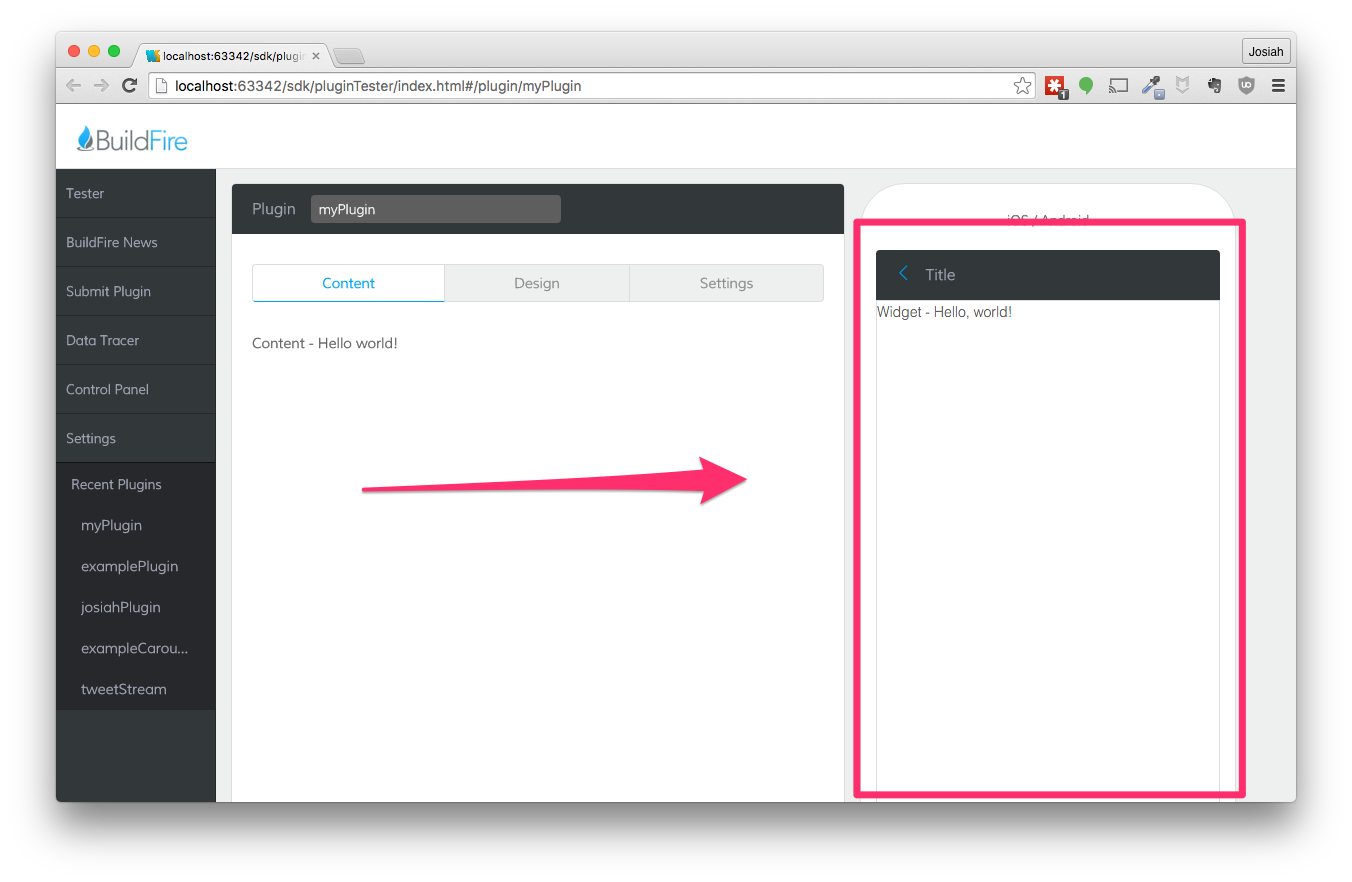 localhost:63342/sdk/plugin
Josiah
localhost:63342/sdk/pluginTester/index.html#/plugin/myPlugin
1
BuildFire
Tester
BuildFire News
Submit Plugin
Data Tracer
Control Panel
Settings
Recent Plugins
myPlugin
examplePlugin
josiahPlugin
exampleCarou...
tweetStream
Plugin myPlugin
Content Design Settings
Content - Hello world!
iOS / Android
Title
Widget - Hello, world!